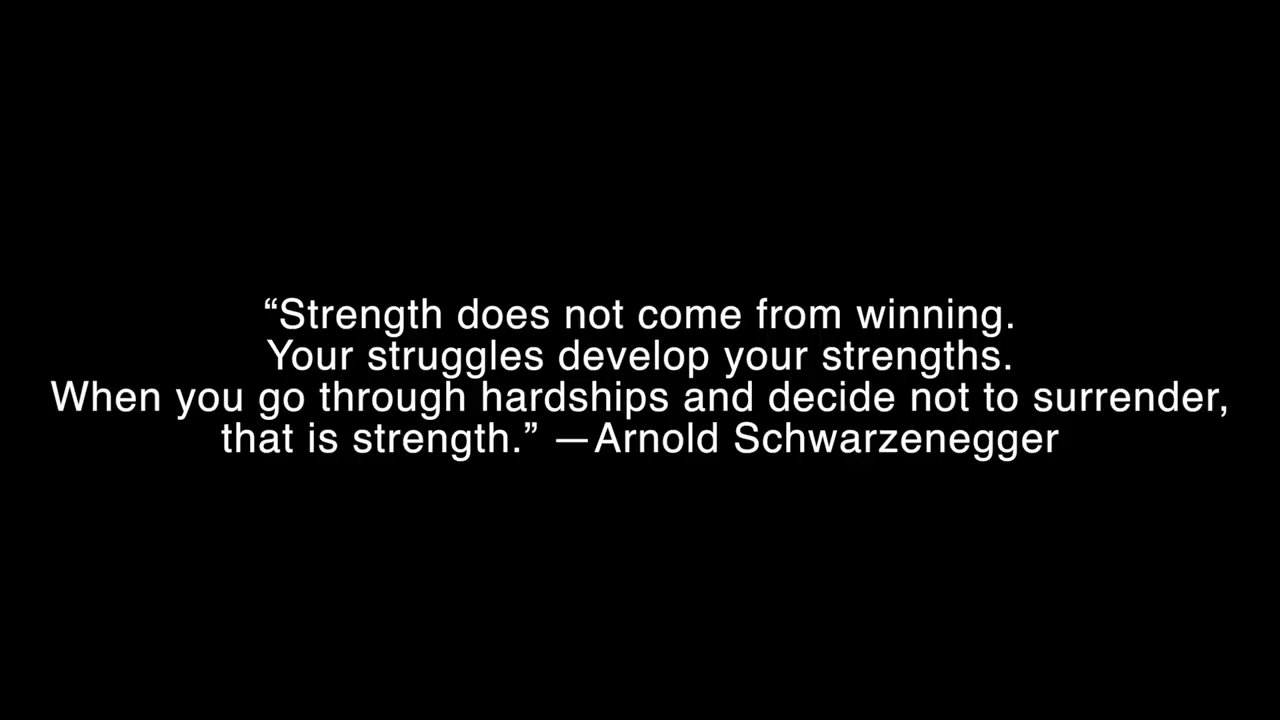 “Strength does not come from winning.
Your struggles develop your strengths.
When you go through hardships and decide not to surrender,
that is strength.” —Arnold Schwarzenegger